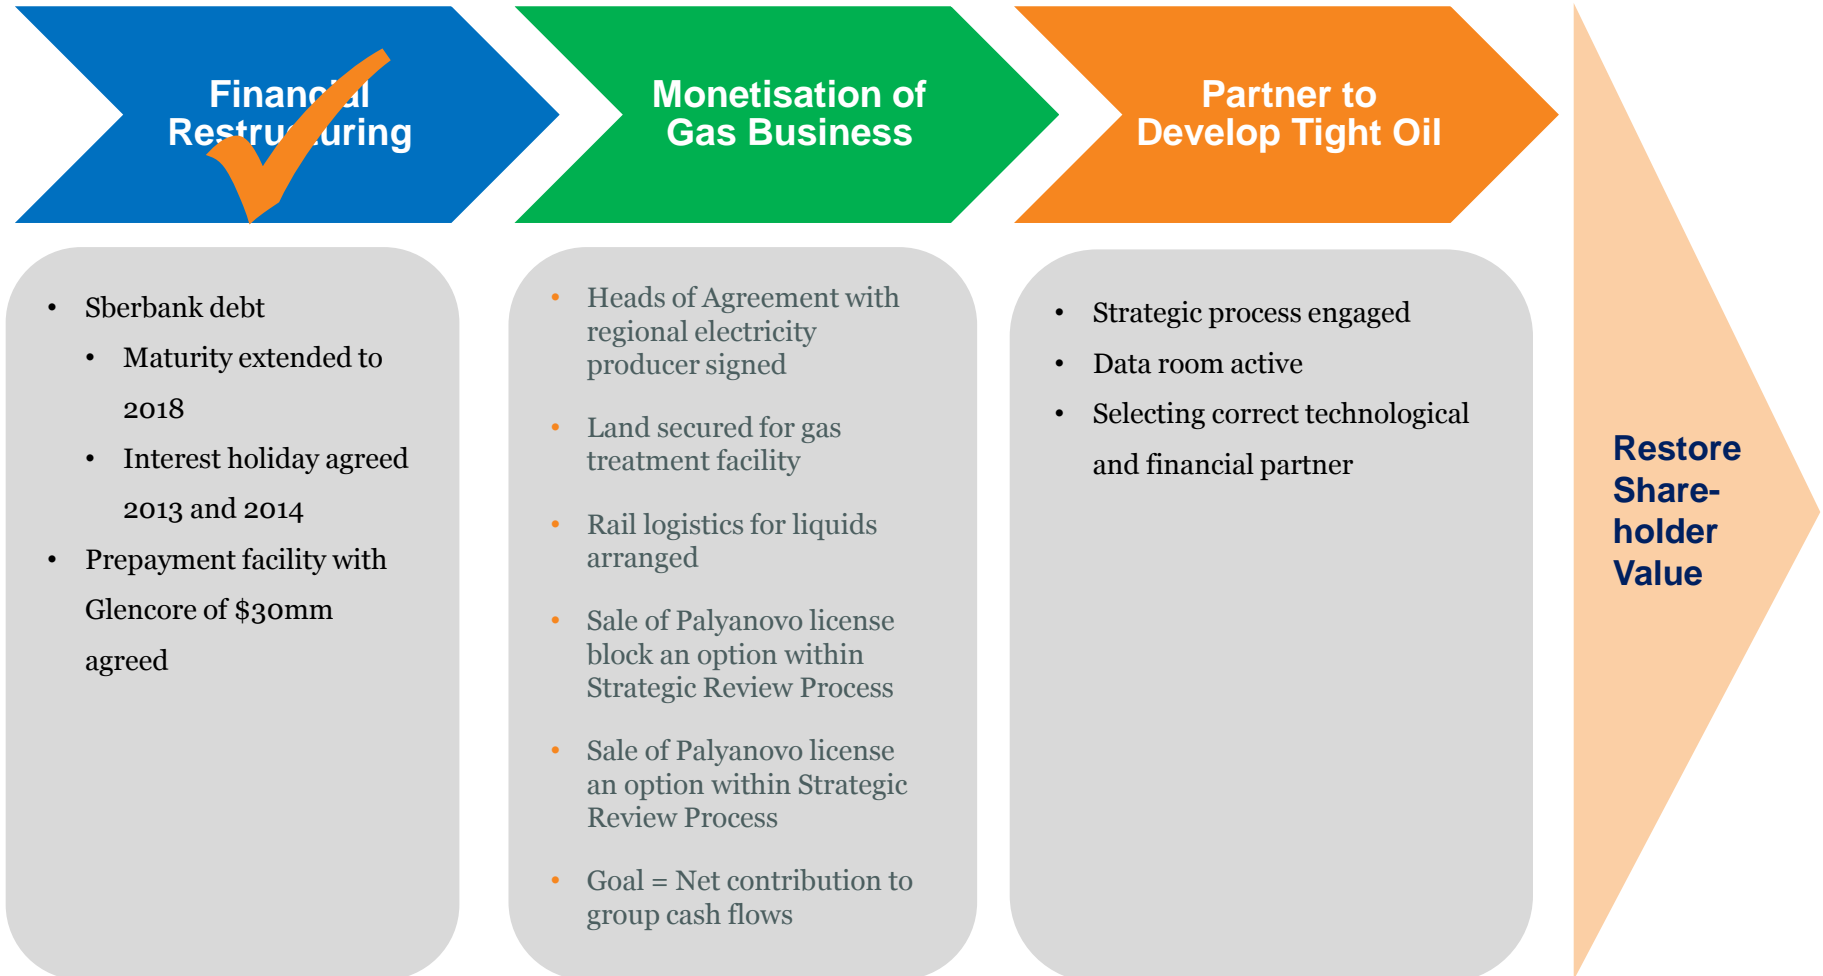 Financial
Restructuring
Monetisation of
Gas Business
Partner to
Develop Tight Oil
• Sberbank debt
• Maturity extended to
2018
• Interest holiday agreed
2013 and 2014
• Prepayment facility with
Glencore of $30mm
agreed
• Heads of Agreement with
regional electricity
producer signed
• Land secured for gas
treatment facility
• Rail logistics for liquids
arranged
• Sale of Palyanovo license
block an option within
Strategic Review Process
• Sale of Palyanovo license
an option within Strategic
Review Process
• Goal = Net contribution to
group cash flows
• Strategic process engaged
• Data room active
• Selecting correct technological
and financial partner
Restore
Share-
holder
Value